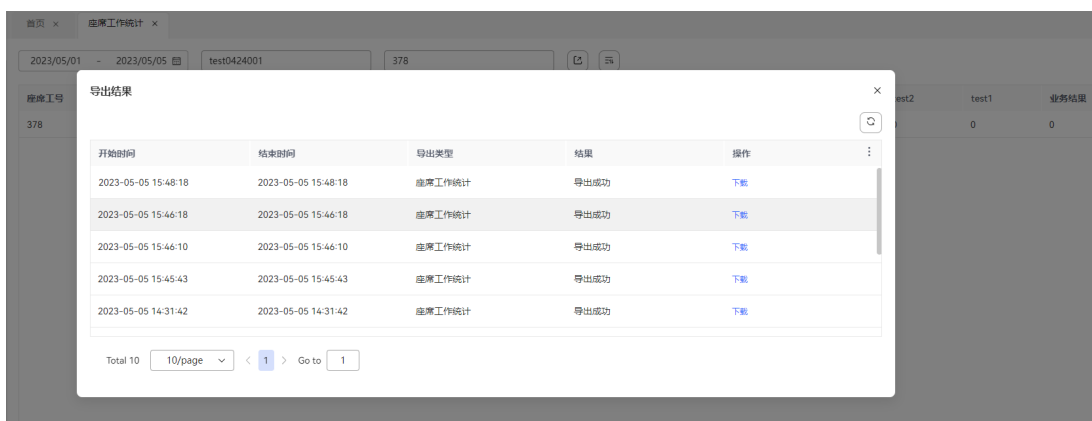 首页 × 座席工作统计 ×
2023/05/01 - 2023/05/05 test0424001 378
座席工号 test2 test1 业务结果
378 0 0
导出结果 ×
开始时间 结束时间 导出类型 结果 操作
2023-05-05 15:48:18 2023-05-05 15:48:18 座席工作统计 导出成功 下载
2023-05-05 15:46:18 2023-05-05 15:46:18 座席工作统计 导出成功 下载
2023-05-05 15:46:10 2023-05-05 15:46:10 座席工作统计 导出成功 下载
2023-05-05 15:45:43 2023-05-05 15:45:43 座席工作统计 导出成功 下载
2023-05-05 14:31:42 2023-05-05 14:31:42 座席工作统计 导出成功 下载
Total 10 10/page < 1 > Go to 1